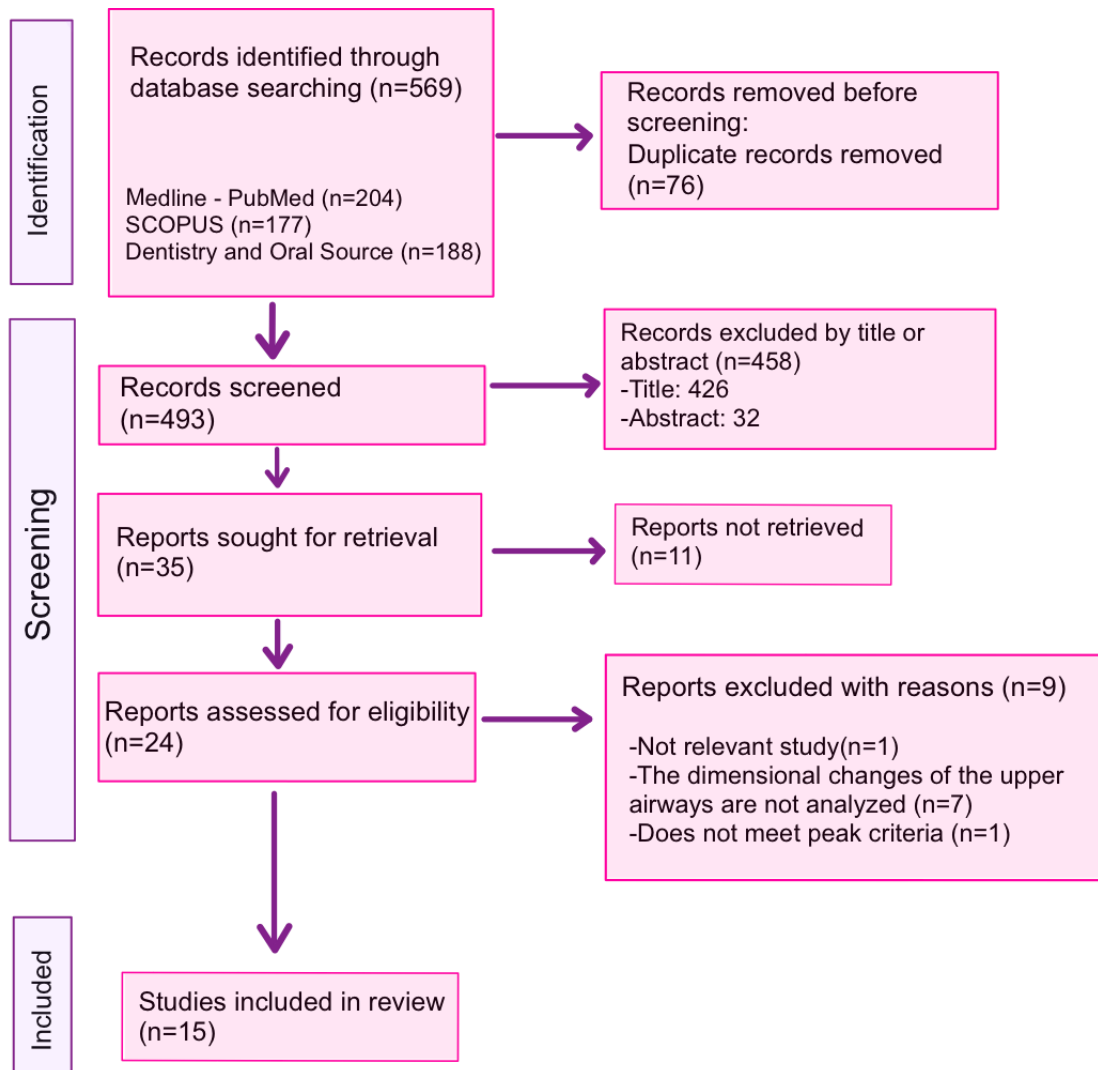 Identification
Records identified through
database searching (n=569)
Medline - PubMed (n=204)
SCOPUS (n=177)
Dentistry and Oral Source (n=188)
Records removed before
screening:
Duplicate records removed
(n=76)
Screening
Records screened
(n=493)
Records excluded by title or
abstract (n=458)
-Title: 426
-Abstract: 32
Reports sought for retrieval
(n=35)
Reports not retrieved
(n=11)
Reports assessed for eligibility
(n=24)
Reports excluded with reasons (n=9)
-Not relevant study(n=1)
-The dimensional changes of the upper
airways are not analyzed (n=7)
-Does not meet peak criteria (n=1)
Included
Studies included in review
(n=15)